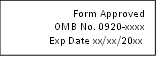 Form Approved
OMB No. 0920-xxxx
Exp Date xx/xx/20xx